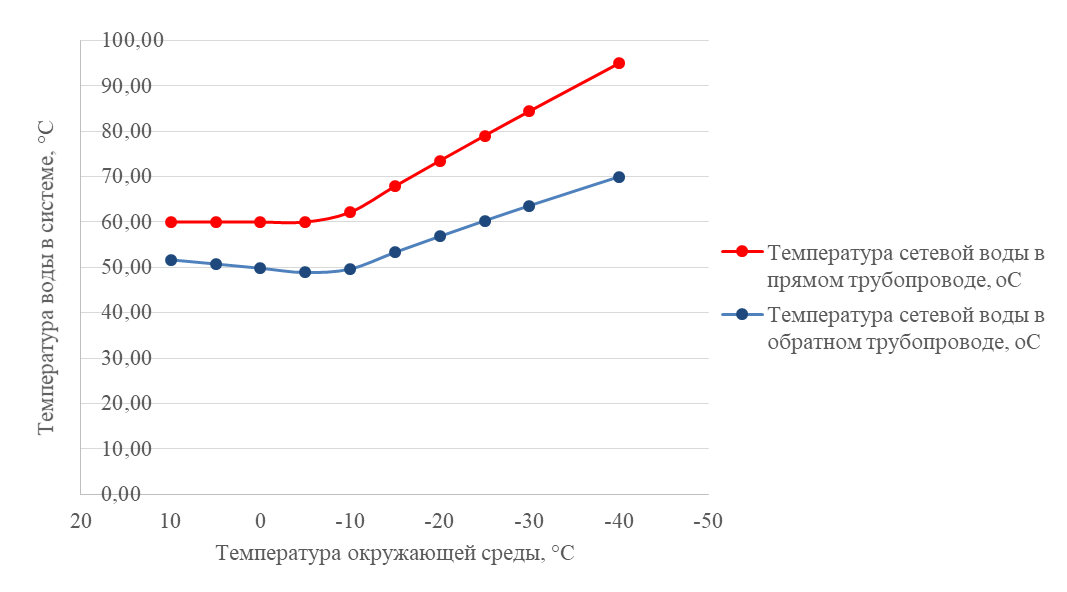 100,00
90,00
80,00
70,00
60,00
50,00
40,00
30,00
20,00
10,00
0,00
20 10 0 -10 -20 -30 -40 -50
Температура окружающей среды, °С
Температура воды в системе, °С
Температура сетевой воды в
прямом трубопроводе, оС
Температура сетевой воды в
обратном трубопроводе, оС